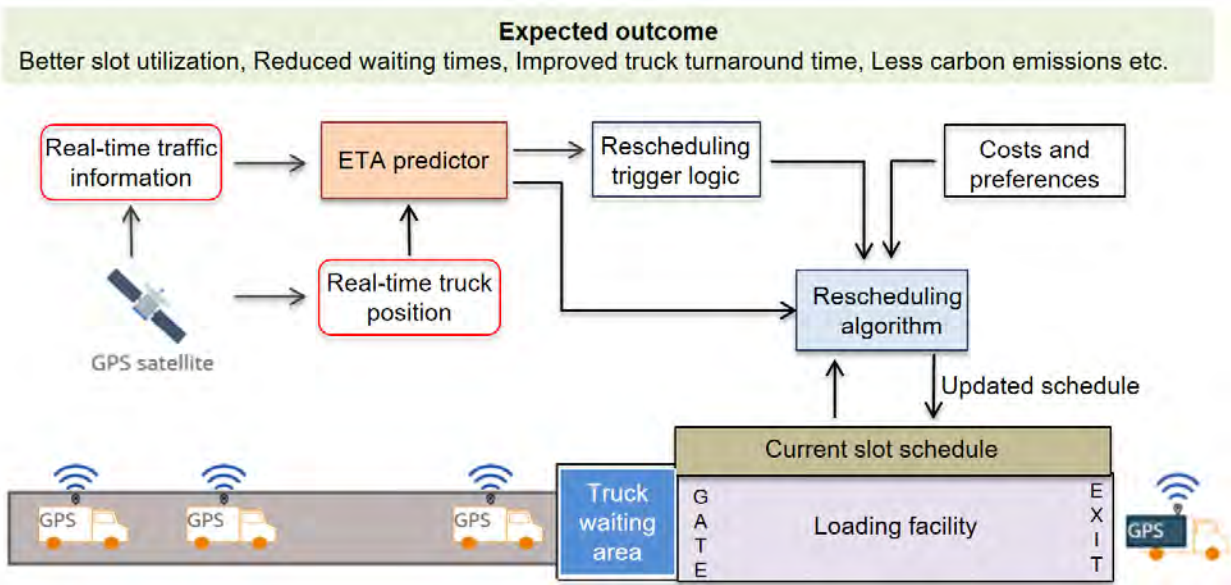 Expected outcome
Better slot utilization, Reduced waiting times, Improved truck turnaround time, Less carbon emissions etc.
Real-time traffic
information
ETA predictor
Rescheduling
trigger logic
Costs and
preferences
Real-time truck
position
Rescheduling
algorithm
GPS satellite
Updated schedule
Current slot schedule
GPS
GPS
GPS
Truck
waiting
area
GATE
Loading facility
EXIT
GPS